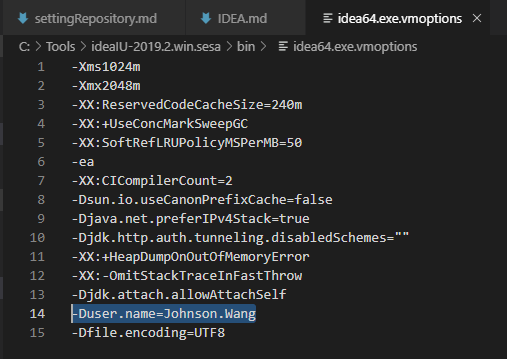 settingRepository.md IDEA.md idea64.exe.vmoptions
C: > Tools > ideaIU-2019.2.win.sesa > bin > idea64.exe.vmoptions
1 -Xms1024m
2 -Xmx2048m
3 -XX:ReservedCodeCacheSize=240m
4 -XX:+UseConcMarkSweepGC
5 -XX:SoftRefLRUPolicyMSPerMB=50
6 -ea
7 -XX:CICompilerCount=2
8 -Dsun.io.useCanonPrefixCache=false
9 -Djava.net.preferIPv4Stack=true
10 -Djdk.http.auth.tunneling.disabledSchemes=""
11 -XX:+HeapDumpOnOutOfMemoryError
12 -XX:-OmitStackTraceInFastThrow
13 -Djdk.attach.allowAttachSelf
14 -Duser.name=Johnson.Wang
15 -Dfile.encoding=UTF8